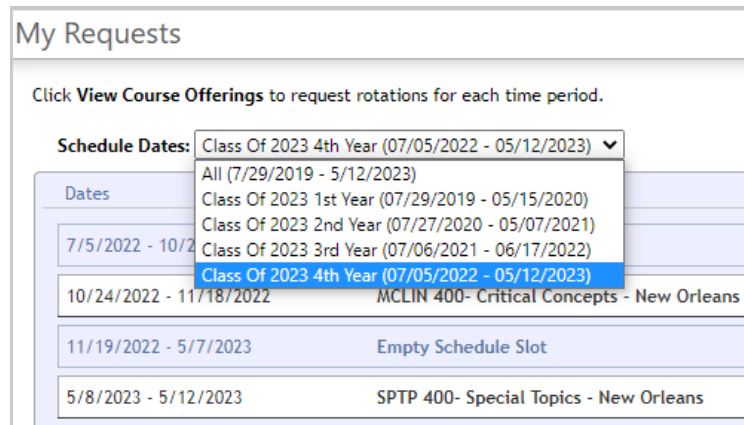 My Requests
Click View Course Offerings to request rotations for each time period.
Schedule Dates: Class Of 2023 4th Year (07/05/2022 - 05/12/2023)
All (7/29/2019 - 5/12/2023)
Class Of 2023 1st Year (07/29/2019 - 05/15/2020)
Class Of 2023 2nd Year (07/27/2020 - 05/07/2021)
Class Of 2023 3rd Year (07/06/2021 - 06/17/2022)
Class Of 2023 4th Year (07/05/2022 - 05/12/2023)
Dates
7/5/2022 - 10/2
10/24/2022 - 11/18/2022 MCLIN 400- Critical Concepts - New Orleans
11/19/2022 - 5/7/2023 Empty Schedule Slot
5/8/2023 - 5/12/2023 SPTP 400- Special Topics - New Orleans